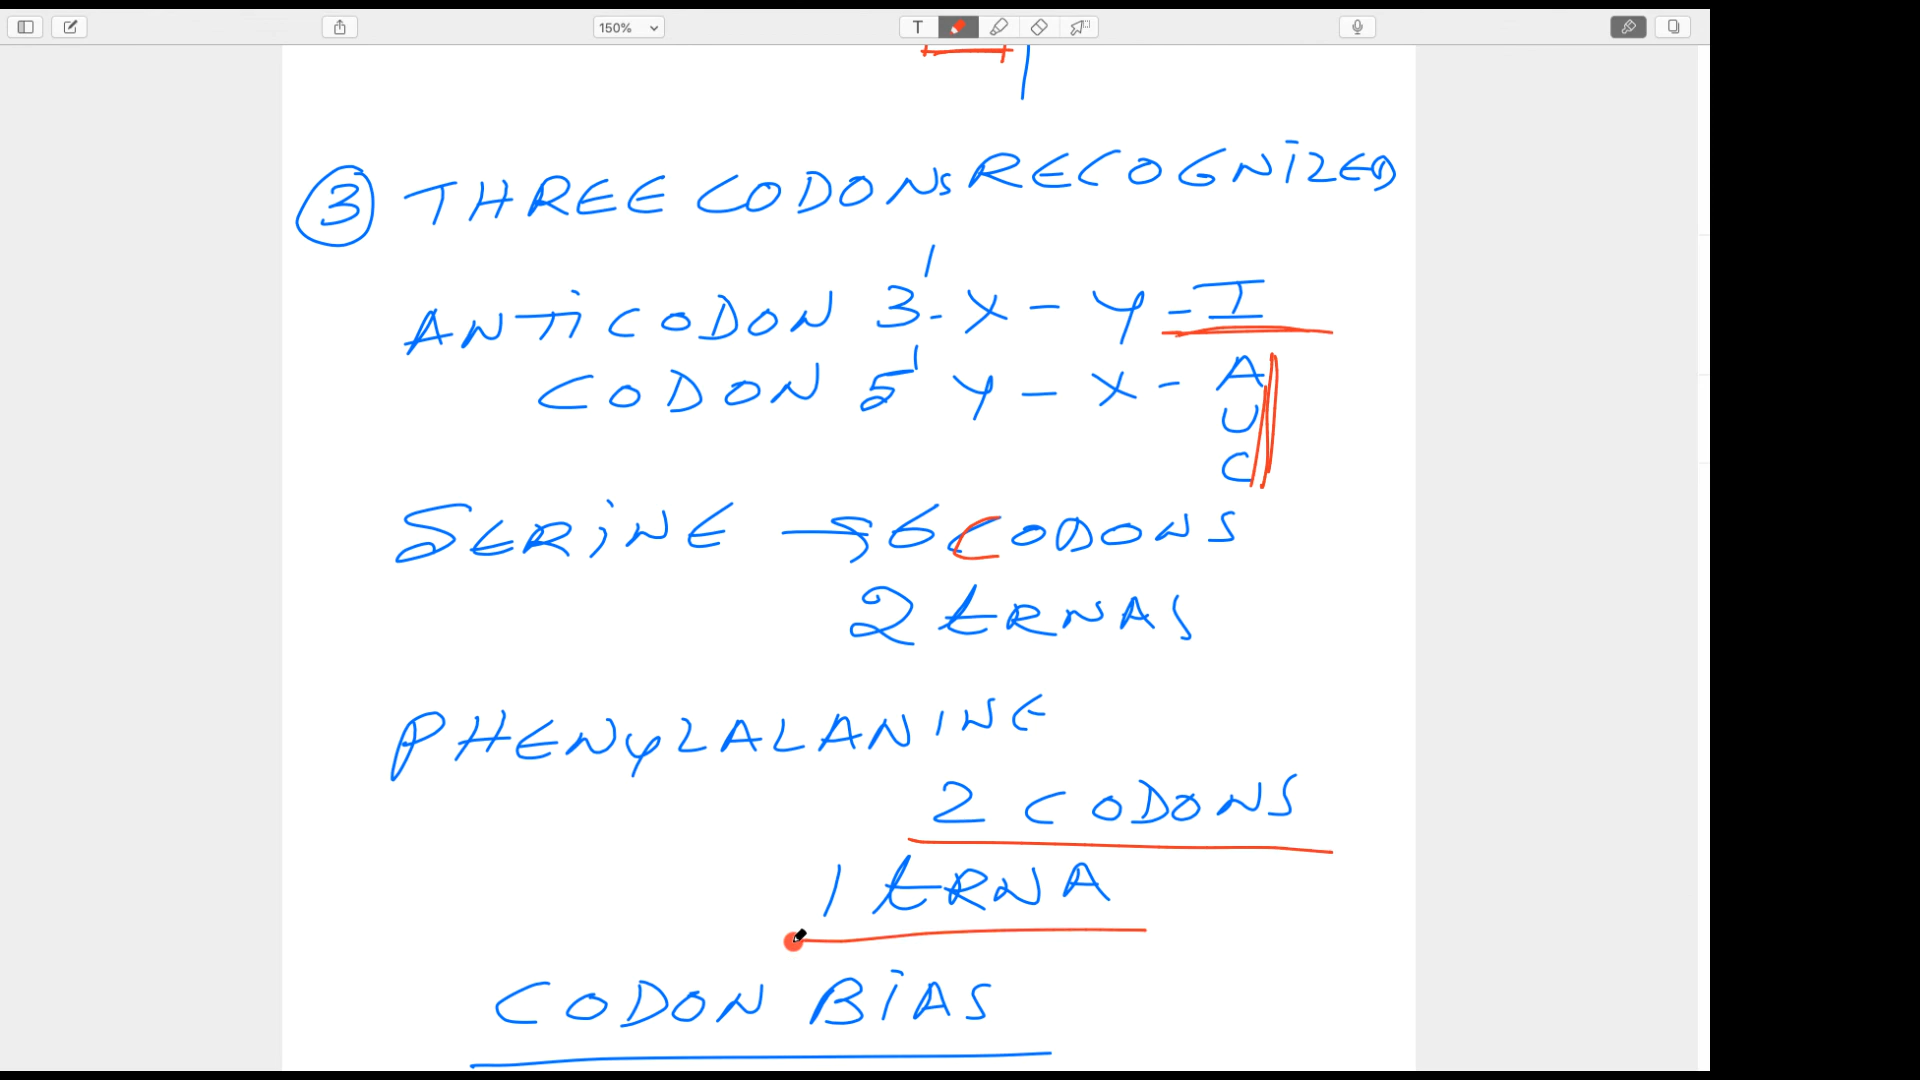 150%
T
③ THREE CODONS RECOGNIZED
ANTICODON 3'-X-Y-I
CODON 5' Y-X-A
U
C
SERINE → 6 CODONS
2 tRNAS
PHENYLALANINE
2 CODONS
1 tRNA
CODON BIAS